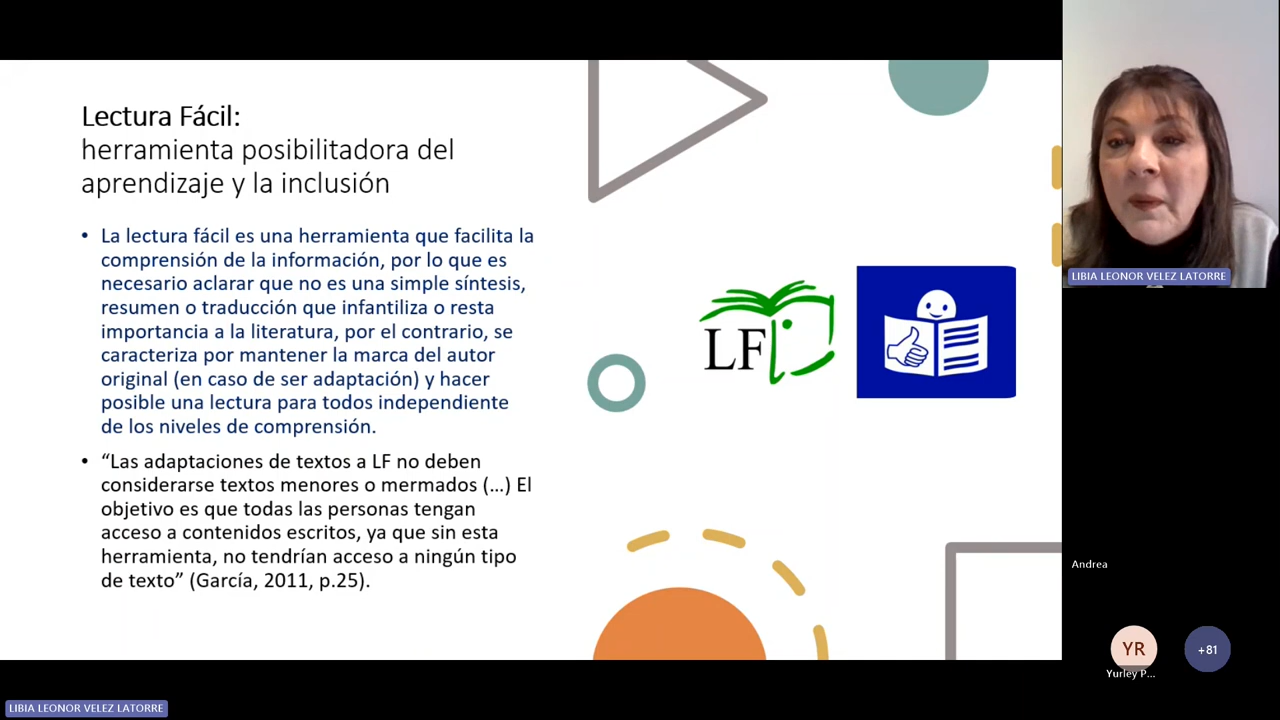 Lectura Fácil:
herramienta posibilitadora del
aprendizaje y la inclusión
• La lectura fácil es una herramienta que facilita la
comprensión de la información, por lo que es
necesario aclarar que no es una simple síntesis,
resumen o traducción que infantiliza o resta
importancia a la literatura, por el contrario, se
caracteriza por mantener la marca del autor
original (en caso de ser adaptación) y hacer
posible una lectura para todos independiente
de los niveles de comprensión.
• “Las adaptaciones de textos a LF no deben
considerarse textos menores o mermados (…) El
objetivo es que todas las personas tengan
acceso a contenidos escritos, ya que sin esta
herramienta, no tendrían acceso a ningún tipo
de texto” (García, 2011, p.25).
LF
LIBIA LEONOR VELEZ LATORRE
Andrea
YR
+81
Yurley P...
LIBIA LEONOR VELEZ LATORRE